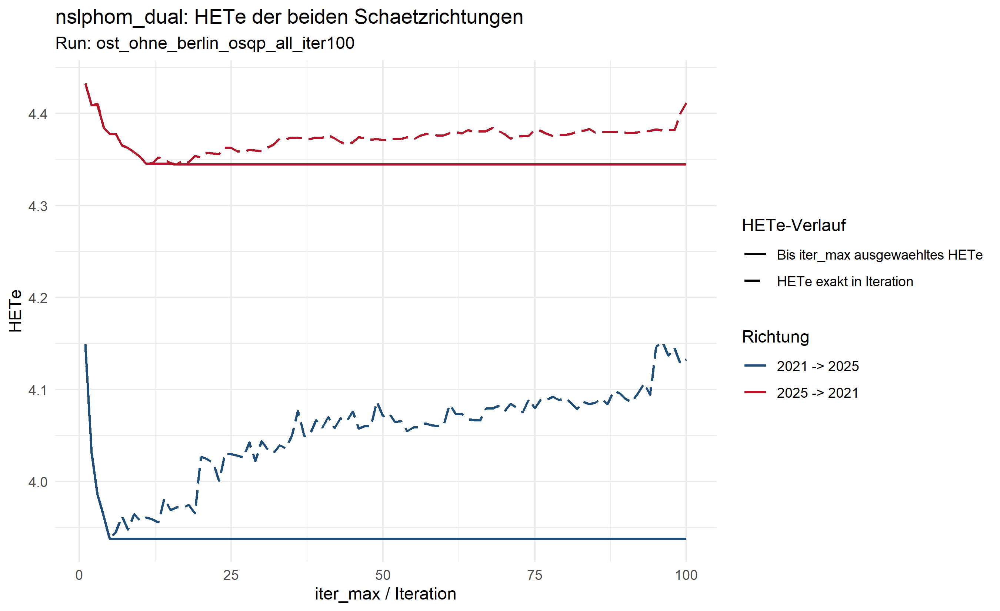 nslphom_dual: HETe der beiden Schaetzrichtungen
Run: ost_ohne_berlin_osqp_all_iter100
4.4
4.3
4.2
4.1
4.0
HETe
0 25 50 75 100
iter_max / Iteration
HETe-Verlauf
Bis iter_max ausgewaehltes HETe
HETe exakt in Iteration
Richtung
2021 -> 2025
2025 -> 2021